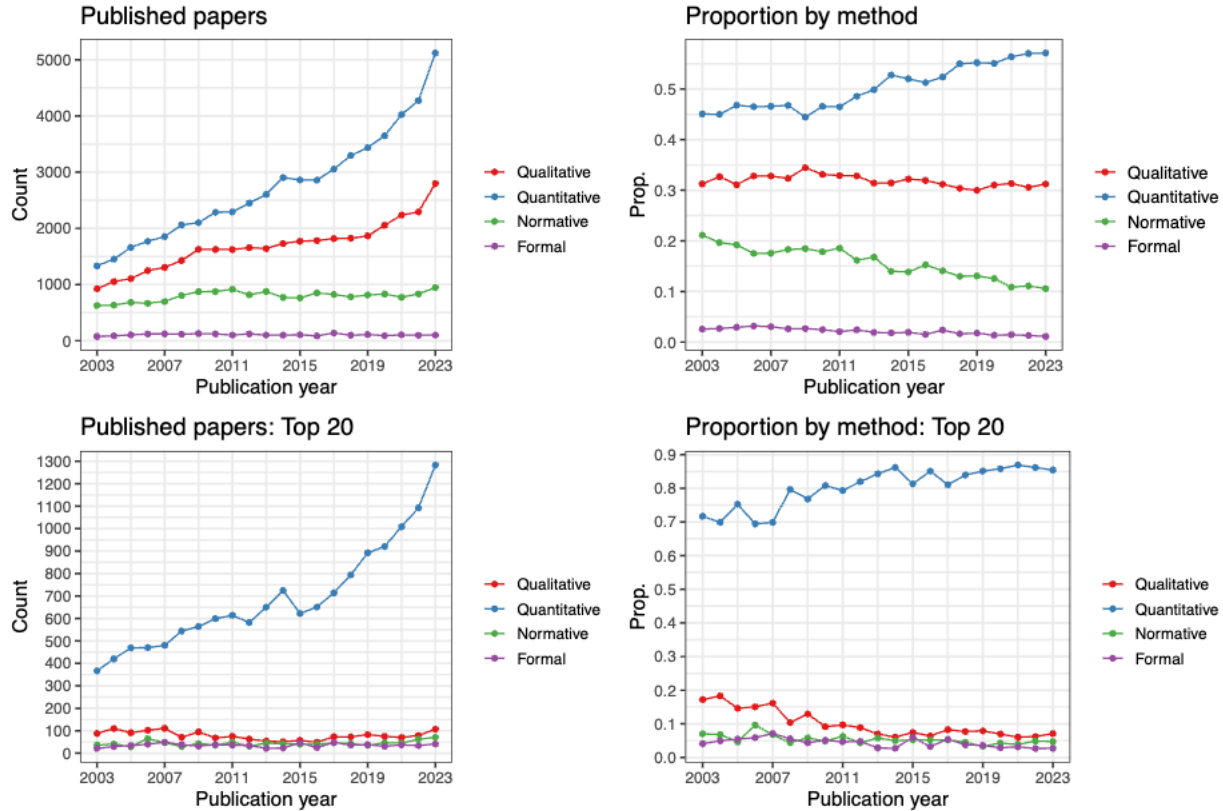 Published papers
Count
5000
4000
3000
2000
1000
0
2003 2007 2011 2015 2019 2023
Publication year
Qualitative
Quantitative
Normative
Formal
Proportion by method
Prop.
0.5
0.4
0.3
0.2
0.1
0.0
2003 2007 2011 2015 2019 2023
Publication year
Qualitative
Quantitative
Normative
Formal
Published papers: Top 20
Count
1300
1200
1100
1000
900
800
700
600
500
400
300
200
100
0
2003 2007 2011 2015 2019 2023
Publication year
Qualitative
Quantitative
Normative
Formal
Proportion by method: Top 20
Prop.
0.9
0.8
0.7
0.6
0.5
0.4
0.3
0.2
0.1
0.0
2003 2007 2011 2015 2019 2023
Publication year
Qualitative
Quantitative
Normative
Formal